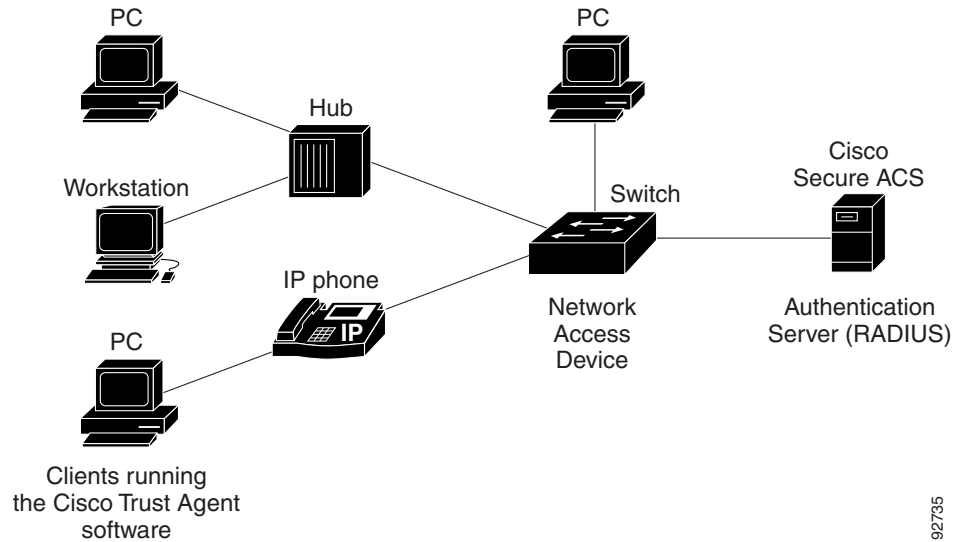 PC
PC
Hub
Cisco
Secure ACS
Workstation
Switch
IP phone
IP
Network
Access
Device
Authentication
Server (RADIUS)
PC
Clients running
the Cisco Trust Agent
software
92735